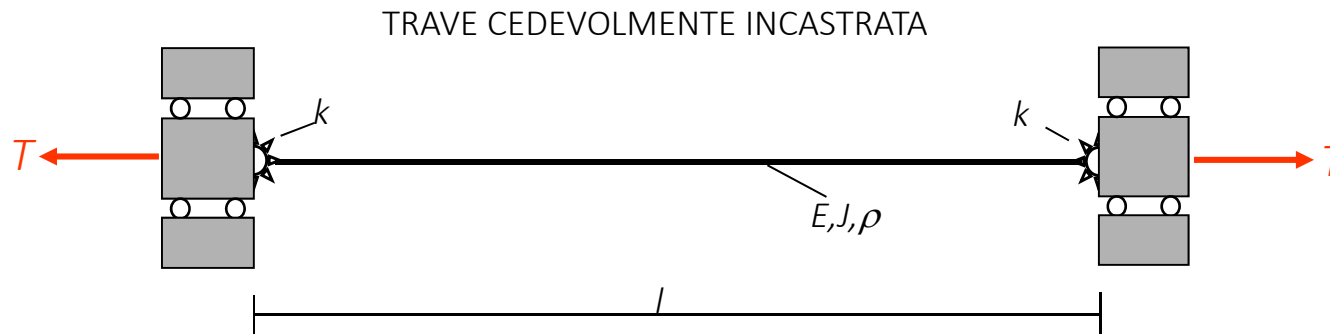 TRAVE CEDEVOLMENTE INCASTRATA
k
k
T
T
E,J,ρ
l